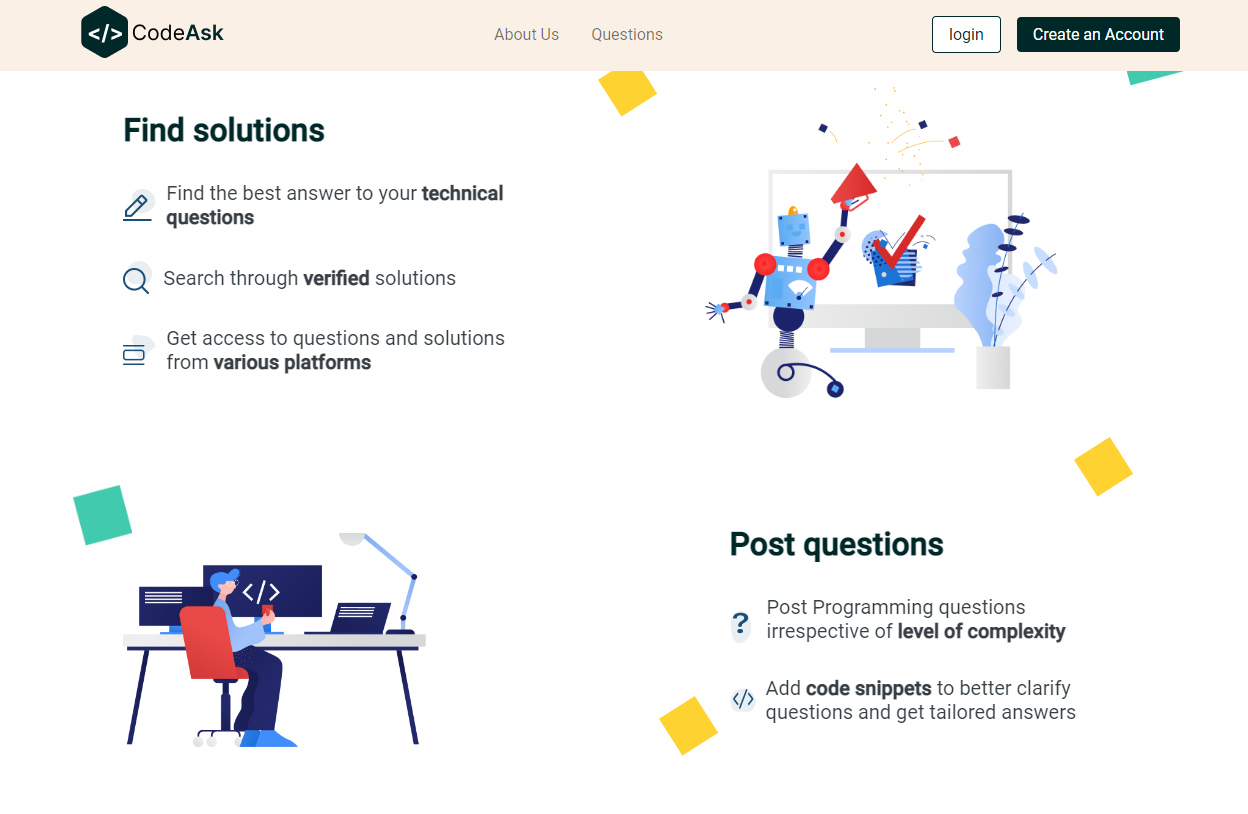 </> CodeAsk
About Us
Questions
login
Create an Account
Find solutions
Find the best answer to your technical
questions
Search through verified solutions
Get access to questions and solutions
from various platforms
</>
Post questions
?
Post Programming questions
irrespective of level of complexity
</>
Add code snippets to better clarify
questions and get tailored answers